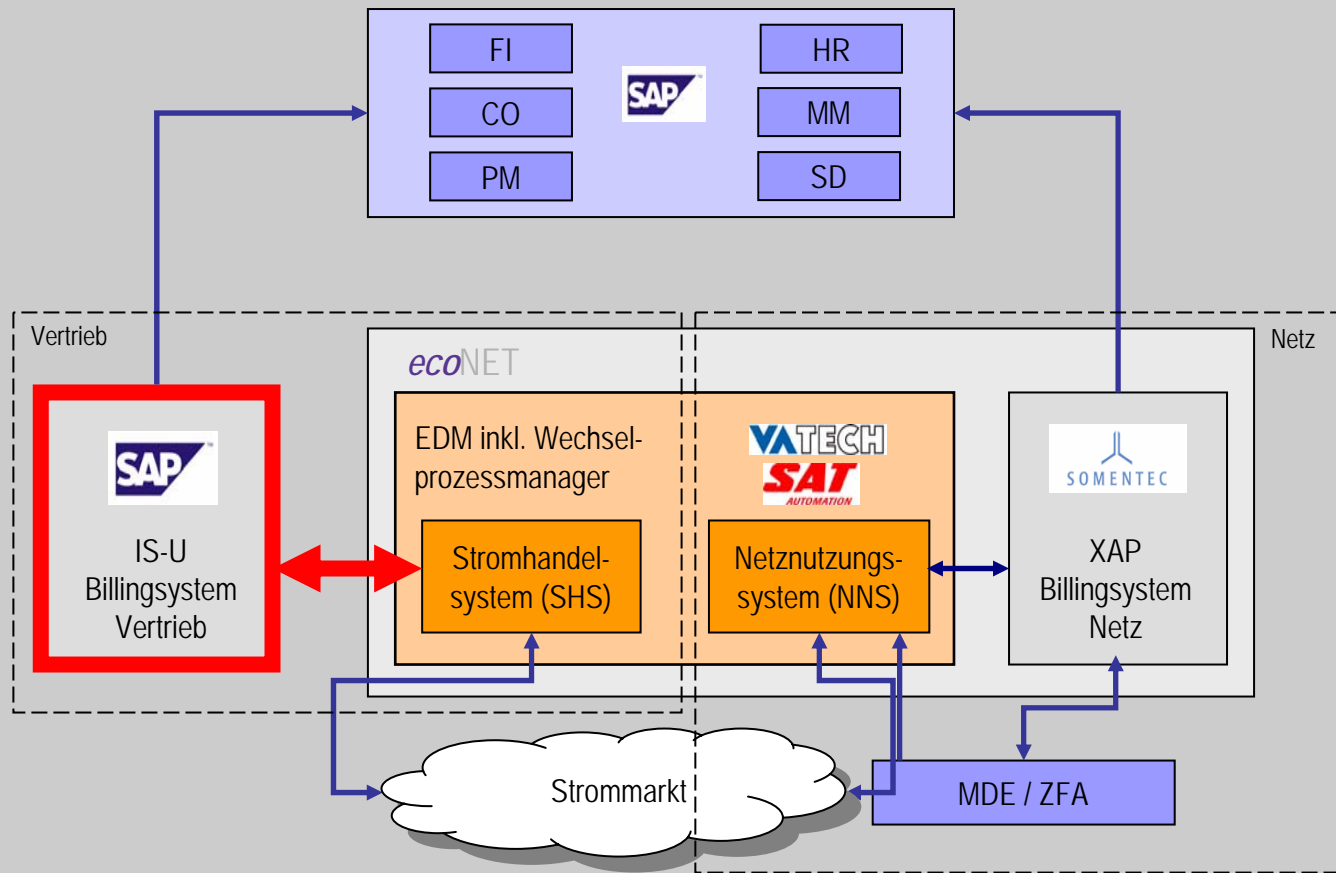 FI
HR
SAP
CO
MM
PM
SD
Vertrieb
Netz
ecoNET
EDM inkl. Wechsel-
prozessmanager
VATECH
SAT
AUTOMATION
SAP
SOMENTEC
IS-U
Billingsystem
Vertrieb
Stromhandel-
system (SHS)
Netznutzungs-
system (NNS)
XAP
Billingsystem
Netz
Strommarkt
MDE / ZFA